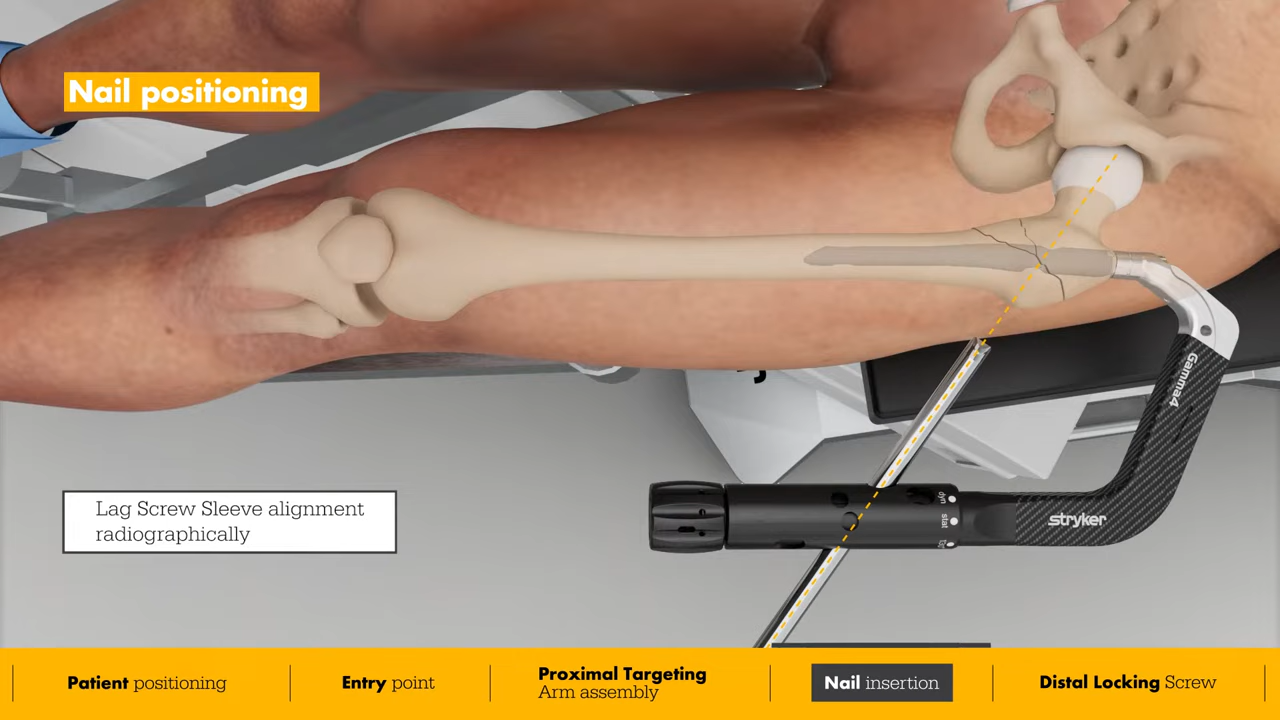 Nail positioning
Gamma4
Lag Screw Sleeve alignment
radiographically
dyn
stat
stryker
Patient positioning
Entry point
Proximal Targeting
Arm assembly
Nail insertion
Distal Locking Screw